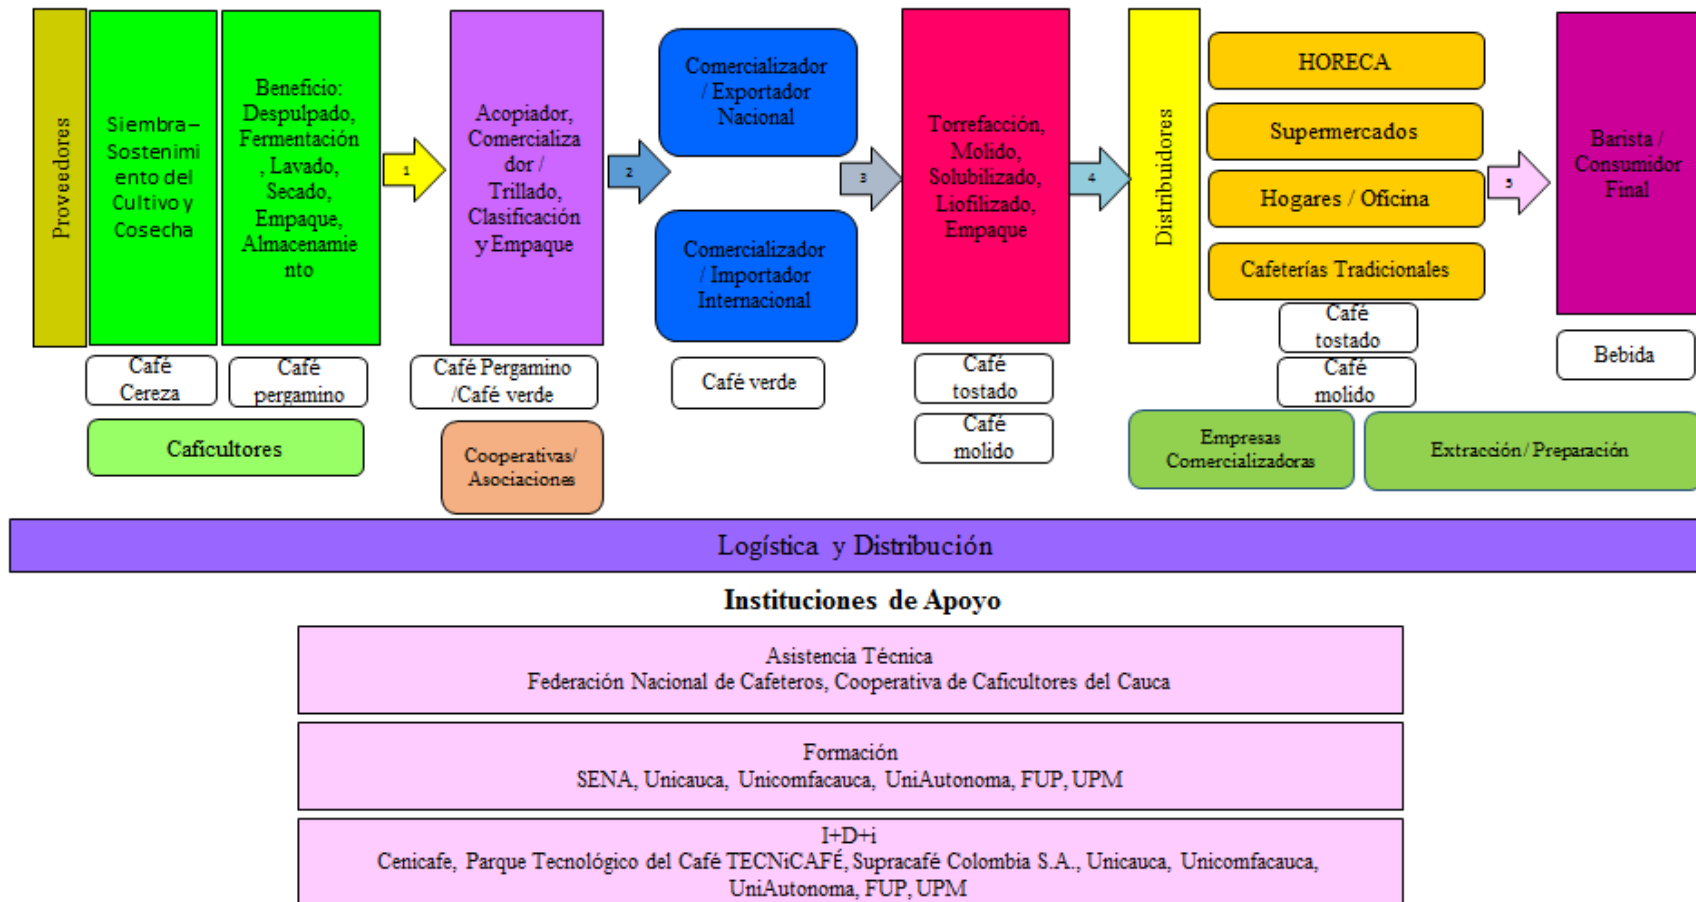 Proveedores
Siembra–
Sostenimi
ento del
Cultivo y
Cosecha
Beneficio:
Despulpado,
Fermentación
, Lavado,
Secado,
Empaque,
Almacenamie
nto
1
Acopiador,
Comercializa
dor /
Trillado,
Clasificación
y Empaque
2
Comercializador
/ Exportador
Nacional
Comercializador
/ Importador
Internacional
3
Torrefacción,
Molido,
Solubilizado,
Liofilizado,
Empaque
4
Distribuidores
HORECA
Supermercados
Hogares / Oficina
Cafeterías Tradicionales
5
Barista /
Consumidor
Final
Café
Cereza
Café
pergamino
Café Pergamino
/Café verde
Café verde
Café
tostado
Café
molido
Café
tostado
Café
molido
Bebida
Caficultores
Cooperativas/
Asociaciones
Empresas
Comercializadoras
Extracción/ Preparación
Logística y Distribución
Instituciones de Apoyo
Asistencia Técnica
Federación Nacional de Cafeteros, Cooperativa de Caficultores del Cauca
Formación
SENA, Unicauca, Unicomfacauca, UniAutonoma, FUP, UPM
I+D+i
Cenicafe, Parque Tecnológico del Café TECNiCAFÉ, Supracafé Colombia S.A., Unicauca, Unicomfacauca,
UniAutonoma, FUP, UPM